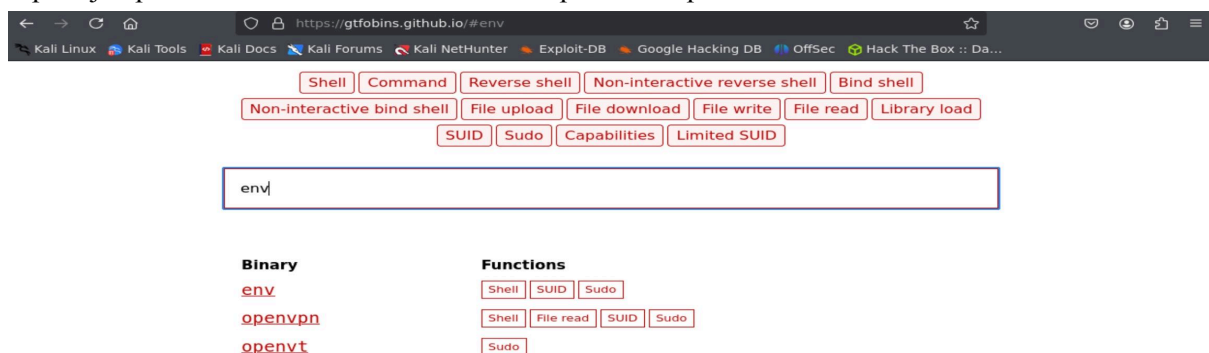 https://gtfobins.github.io/#env
Kali Linux Kali Tools Kali Docs Kali Forums Kali NetHunter Exploit-DB Google Hacking DB OffSec Hack The Box :: Da...
Shell Command Reverse shell Non-interactive reverse shell Bind shell
Non-interactive bind shell File upload File download File write File read Library load
SUID Sudo Capabilities Limited SUID
env
Binary Functions
env Shell SUID Sudo
openvpn Shell File read SUID Sudo
openvt Sudo